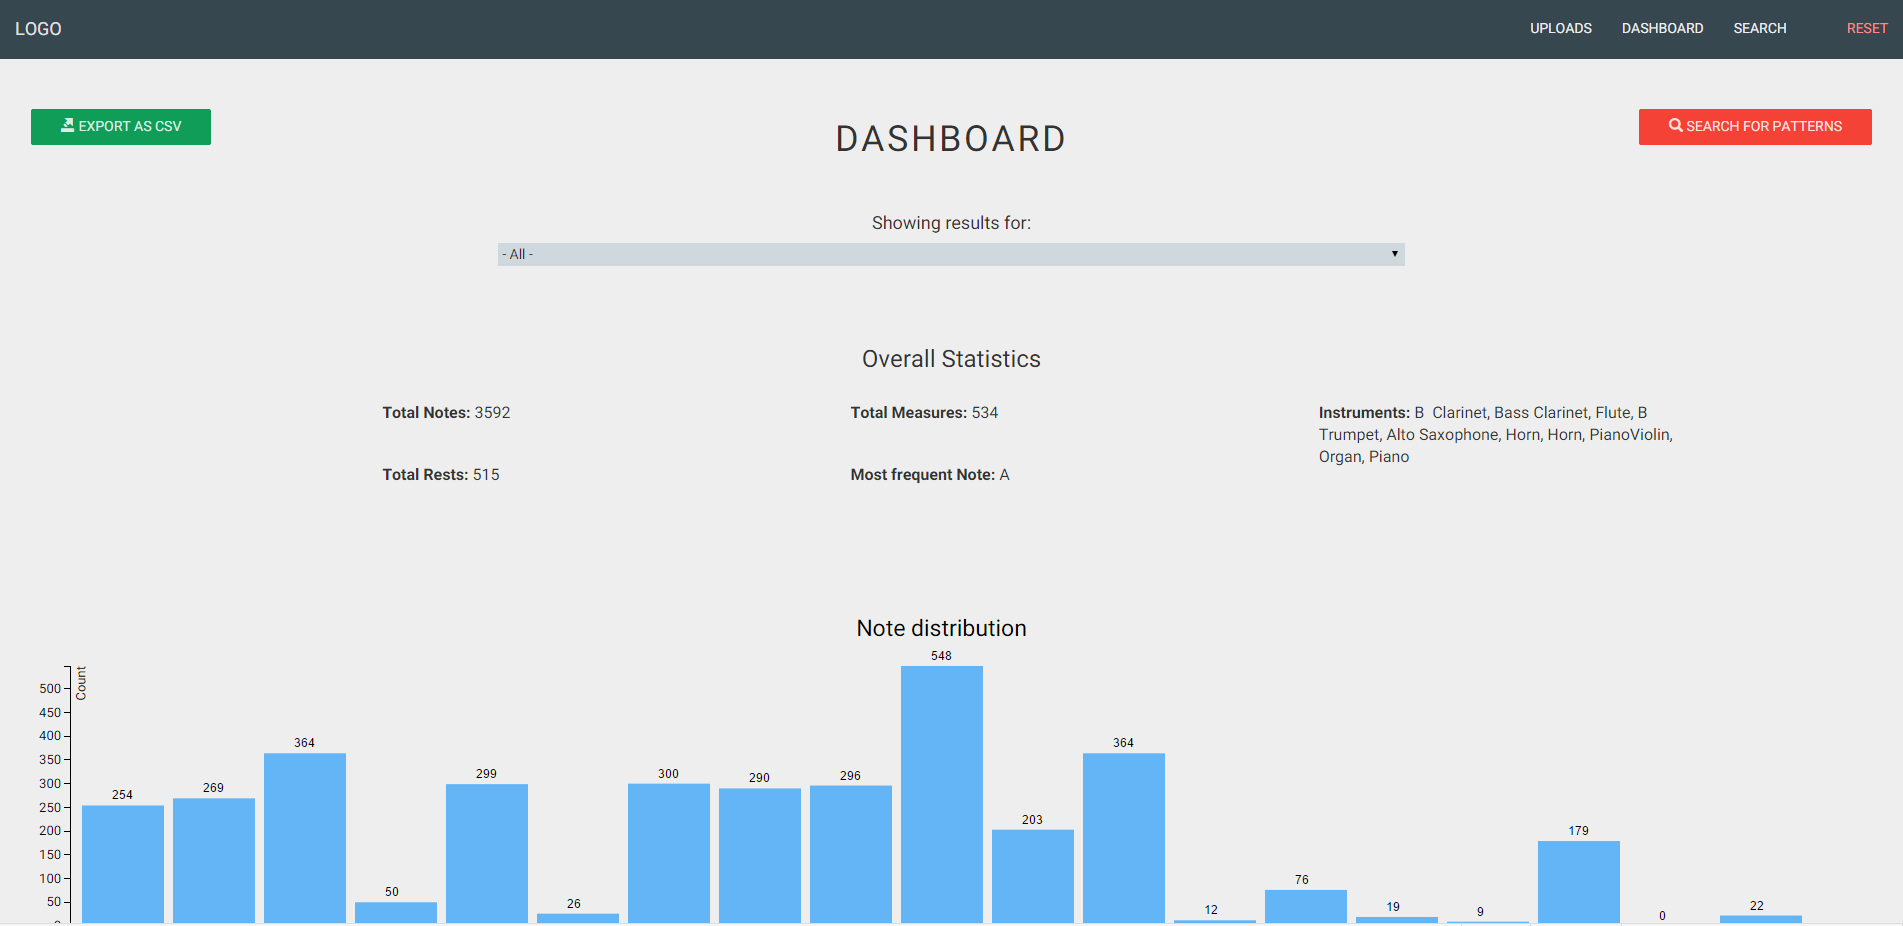 LOGO
UPLOADS
DASHBOARD
SEARCH
RESET
EXPORT AS CSV
DASHBOARD
SEARCH FOR PATTERNS
Showing results for:
- All -
Overall Statistics
Total Notes: 3592
Total Measures: 534
Instruments: B Clarinet, Bass Clarinet, Flute, B
Trumpet, Alto Saxophone, Horn, Horn, PianoViolin,
Organ, Piano
Total Rests: 515
Most frequent Note: A
Note distribution
Count
500
450
400
350
300
250
200
150
100
50
254
269
364
50
299
26
300
290
296
548
203
364
12
76
19
9
179
0
22